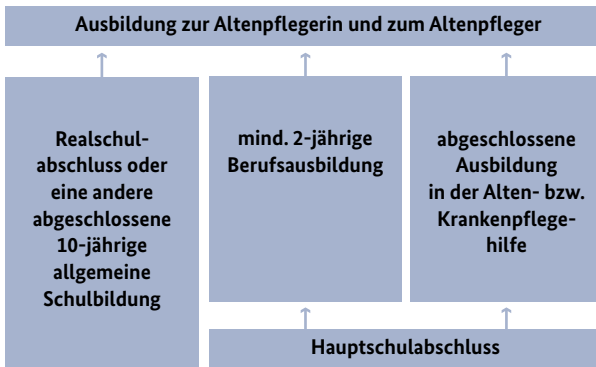 Ausbildung zur Altenpflegerin und zum Altenpfleger
Realschul-
abschluss oder
eine andere
abgeschlossene
10-jährige
allgemeine
Schulbildung
mind. 2-jährige
Berufsausbildung
abgeschlossene
Ausbildung
in der Alten- bzw.
Krankenpflege-
hilfe
Hauptschulabschluss